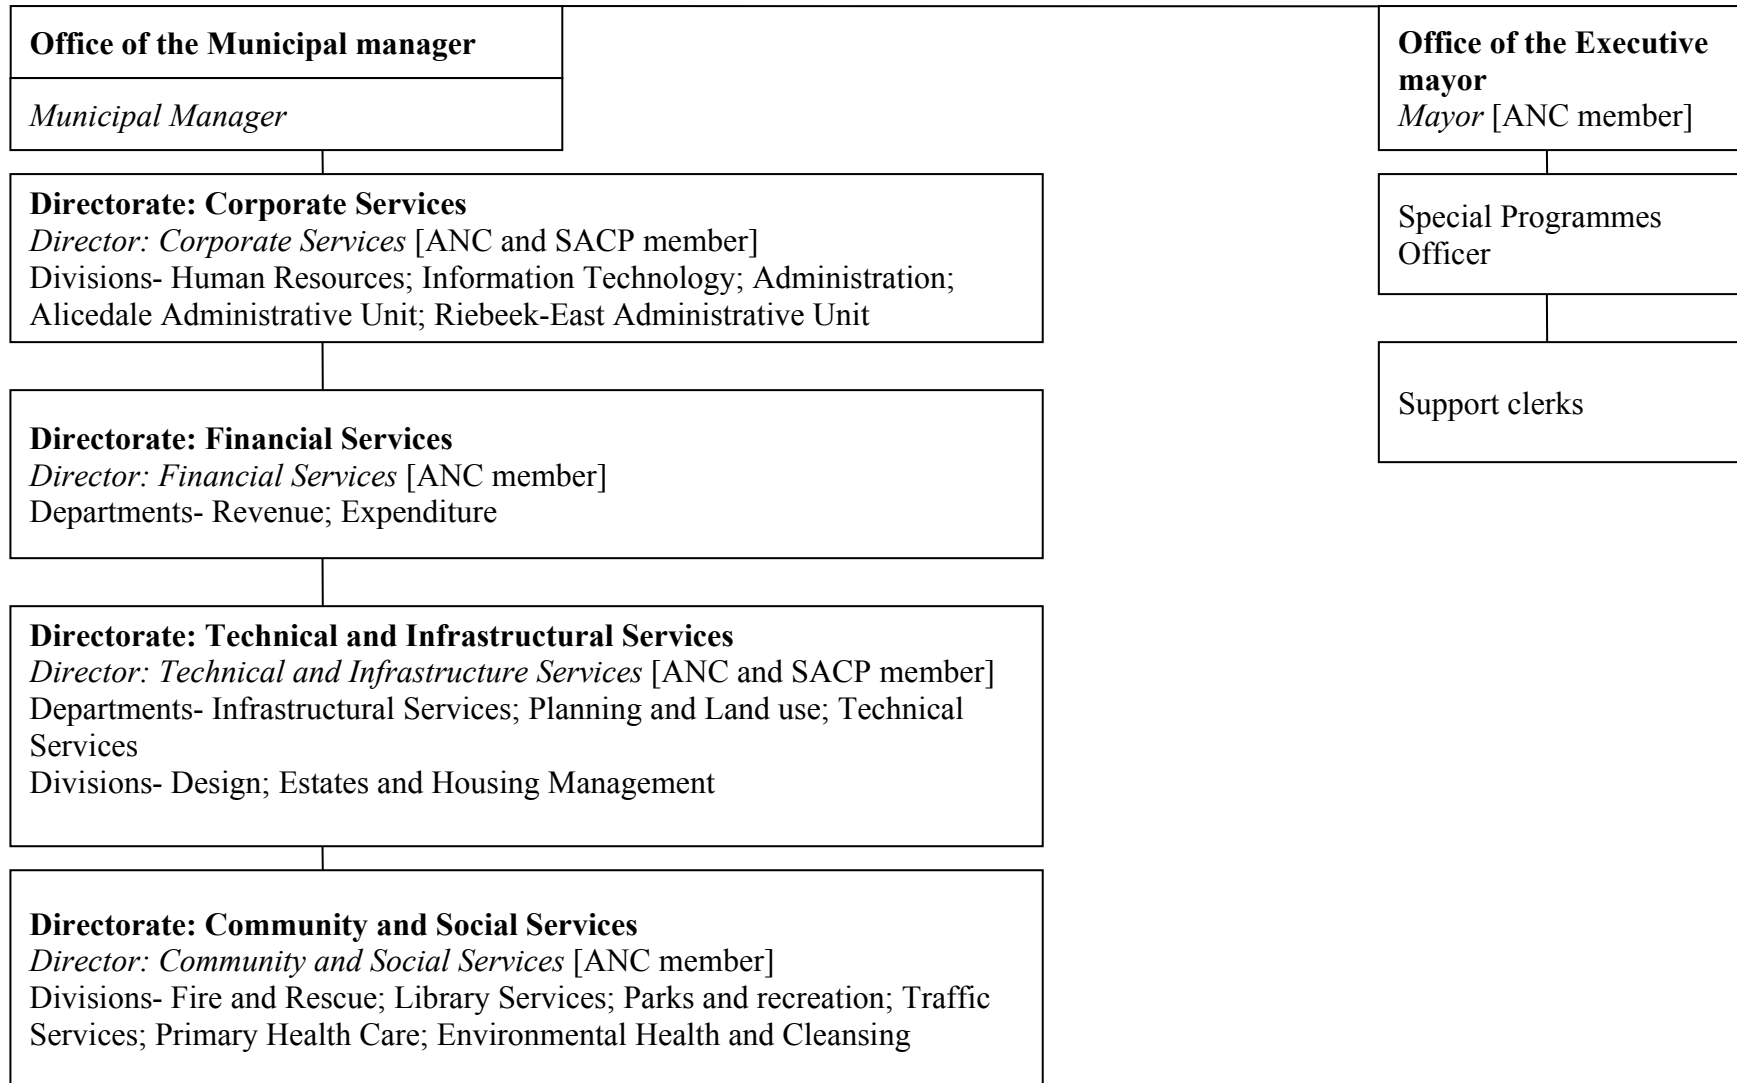 Office of the Municipal manager
Municipal Manager
Directorate: Corporate Services
Director: Corporate Services [ANC and SACP member]
Divisions- Human Resources; Information Technology; Administration;
Alicedale Administrative Unit; Riebeek-East Administrative Unit
Directorate: Financial Services
Director: Financial Services [ANC member]
Departments- Revenue; Expenditure
Directorate: Technical and Infrastructural Services
Director: Technical and Infrastructure Services [ANC and SACP member]
Departments- Infrastructural Services; Planning and Land use; Technical
Services
Divisions- Design; Estates and Housing Management
Directorate: Community and Social Services
Director: Community and Social Services [ANC member]
Divisions- Fire and Rescue; Library Services; Parks and recreation; Traffic
Services; Primary Health Care; Environmental Health and Cleansing
Office of the Executive
mayor
Mayor [ANC member]
Special Programmes
Officer
Support clerks